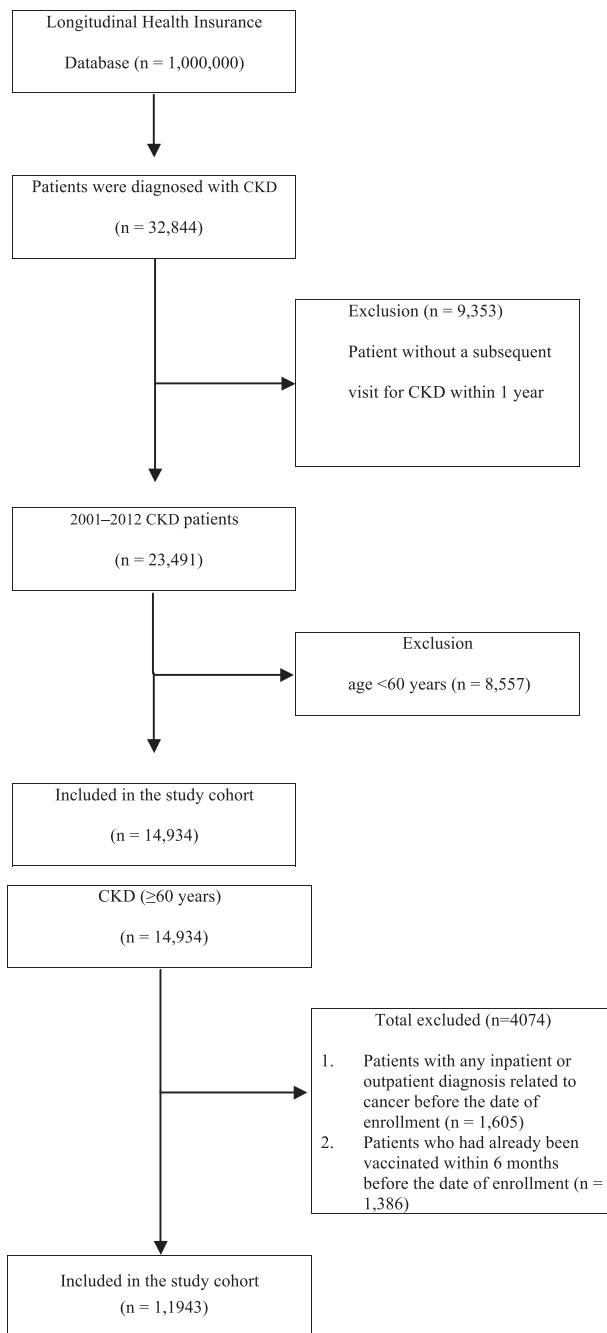 Longitudinal Health Insurance
Database (n = 1,000,000)
Patients were diagnosed with CKD
(n = 32,844)
Exclusion (n = 9,353)
Patient without a subsequent
visit for CKD within 1 year
2001–2012 CKD patients
(n = 23,491)
Exclusion
age <60 years (n = 8,557)
Included in the study cohort
(n = 14,934)
CKD (≥60 years)
(n = 14,934)
Total excluded (n=4074)
1. Patients with any inpatient or
outpatient diagnosis related to
cancer before the date of
enrollment (n = 1,605)
2. Patients who had already been
vaccinated within 6 months
before the date of enrollment (n =
1,386)
Included in the study cohort
(n = 1,1943)